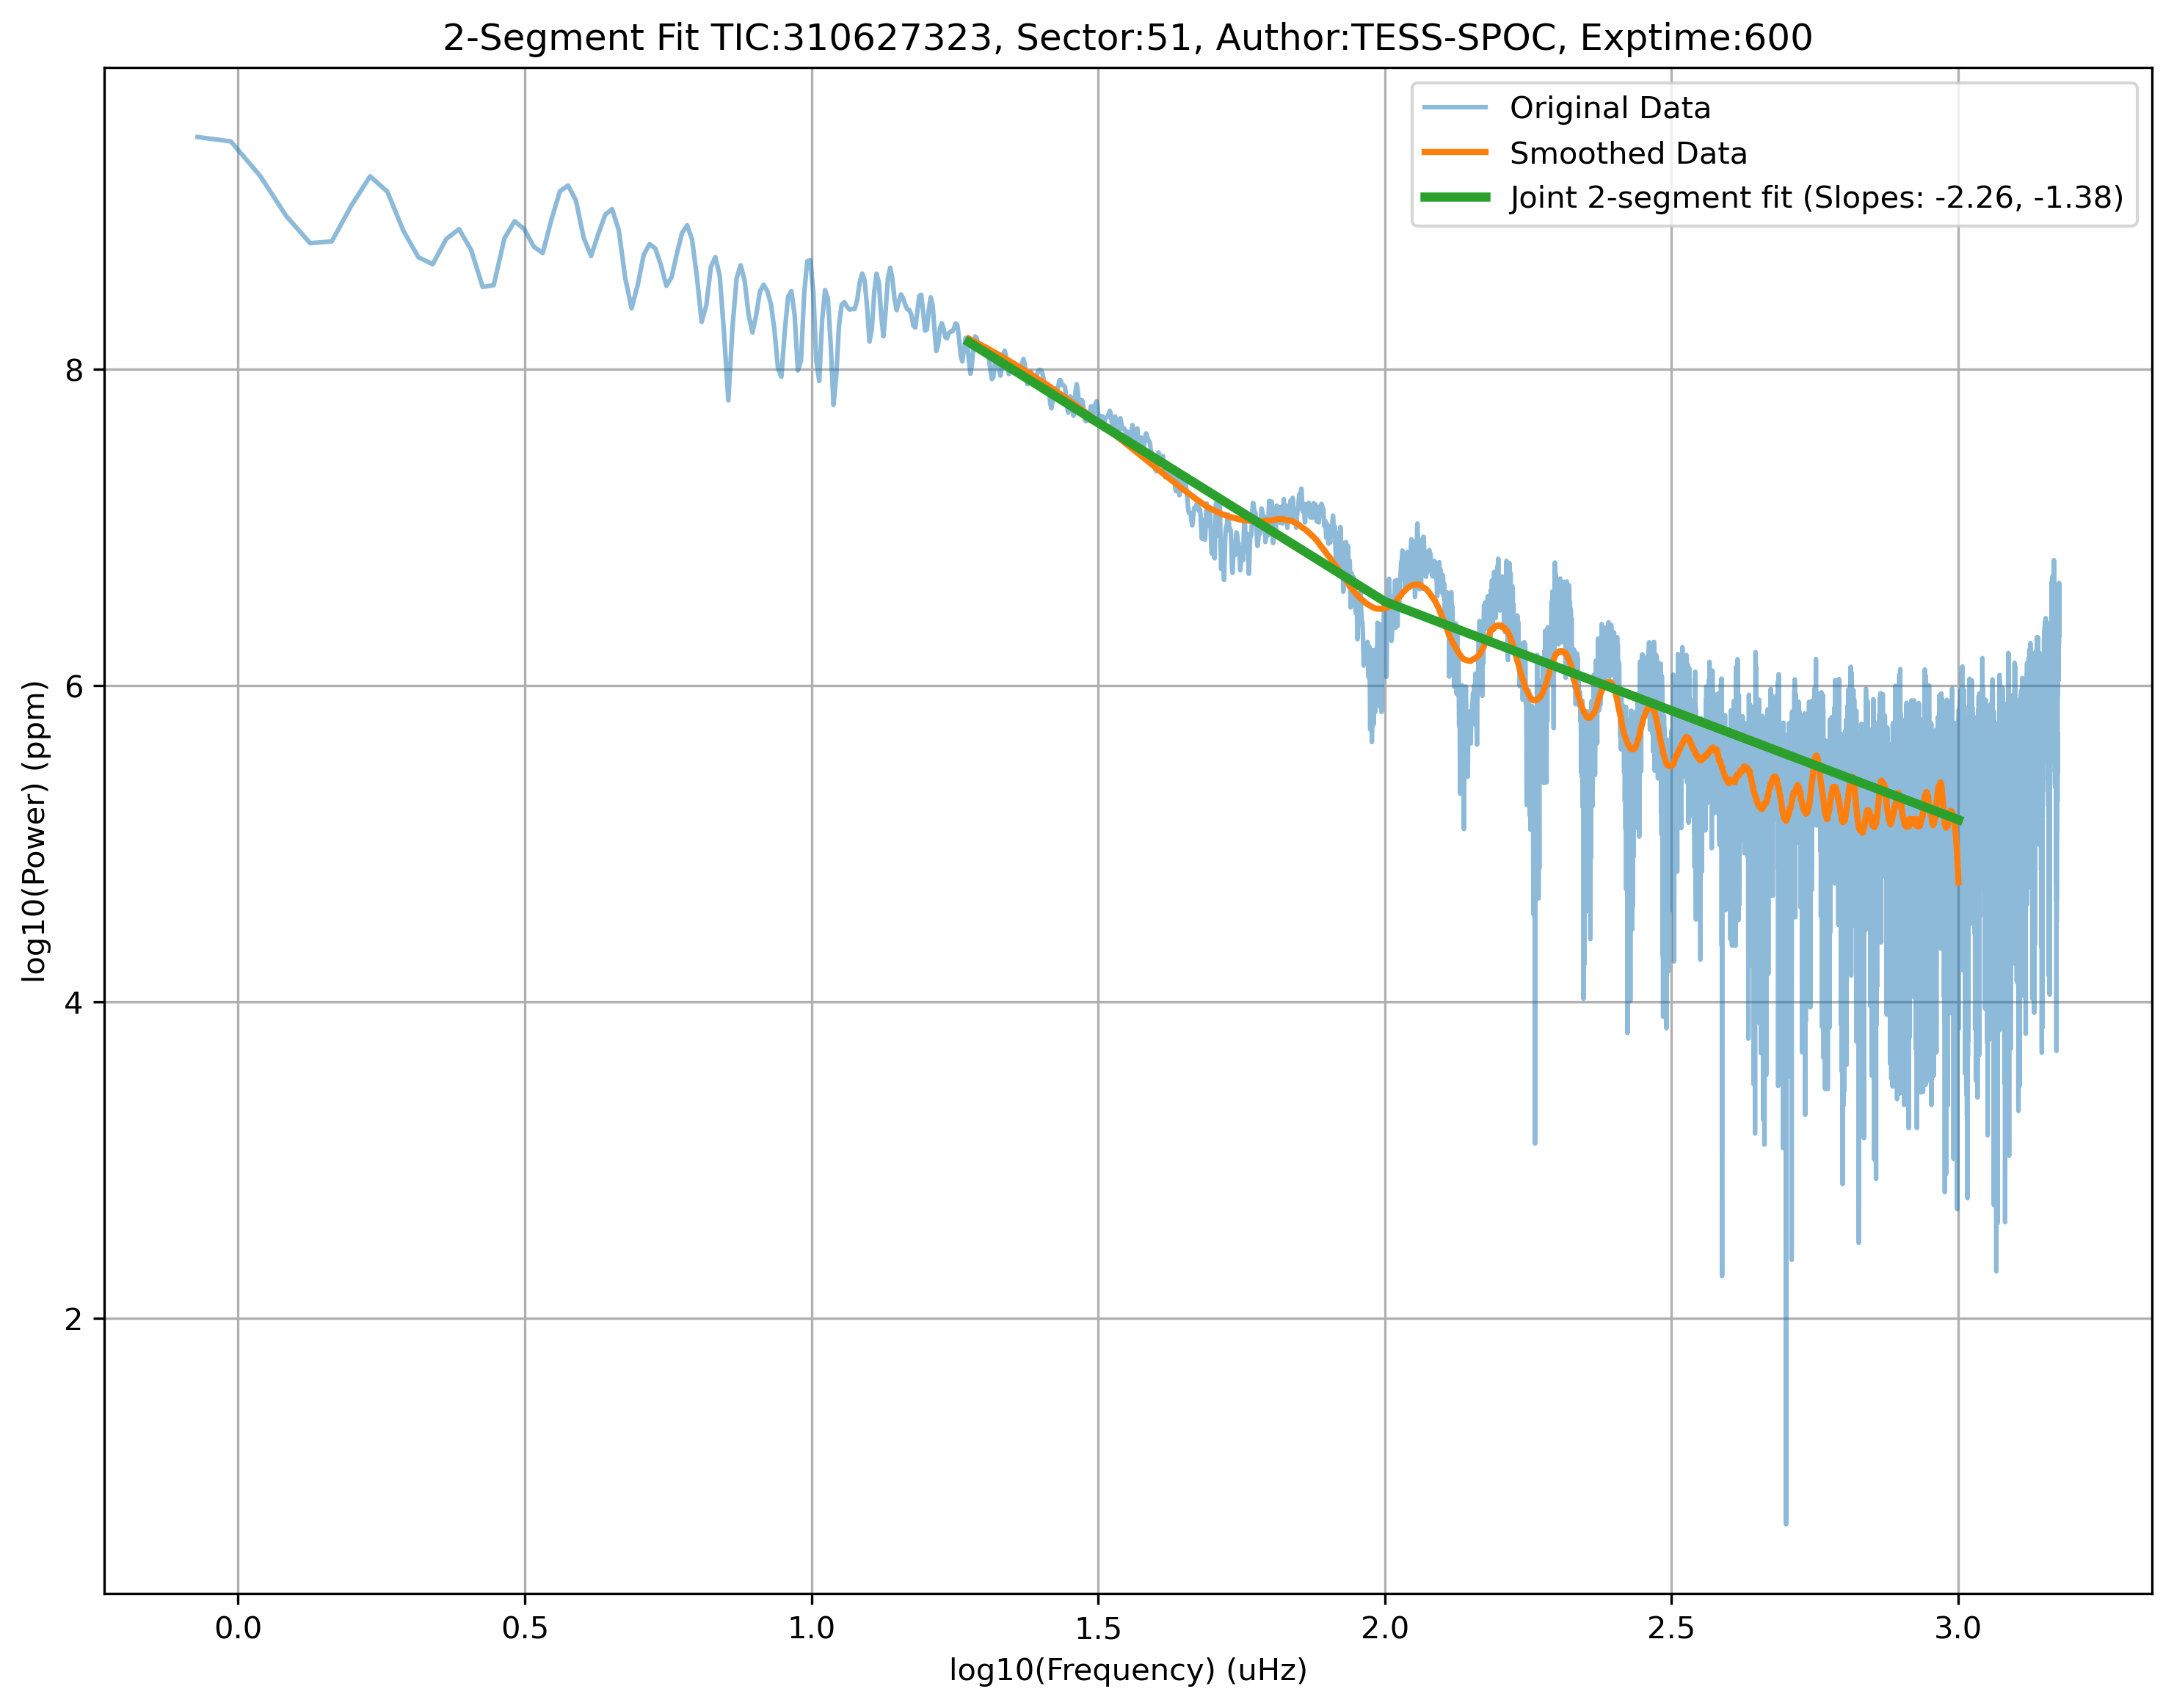 2-Segment Fit TIC:310627323, Sector:51, Author:TESS-SPOC, Exptime:600
Original Data
Smoothed Data
Joint 2-segment fit (Slopes: -2.26, -1.38)
log10(Power) (ppm)
8
6
4
2
0.0 0.5 1.0 1.5 2.0 2.5 3.0
log10(Frequency) (uHz)